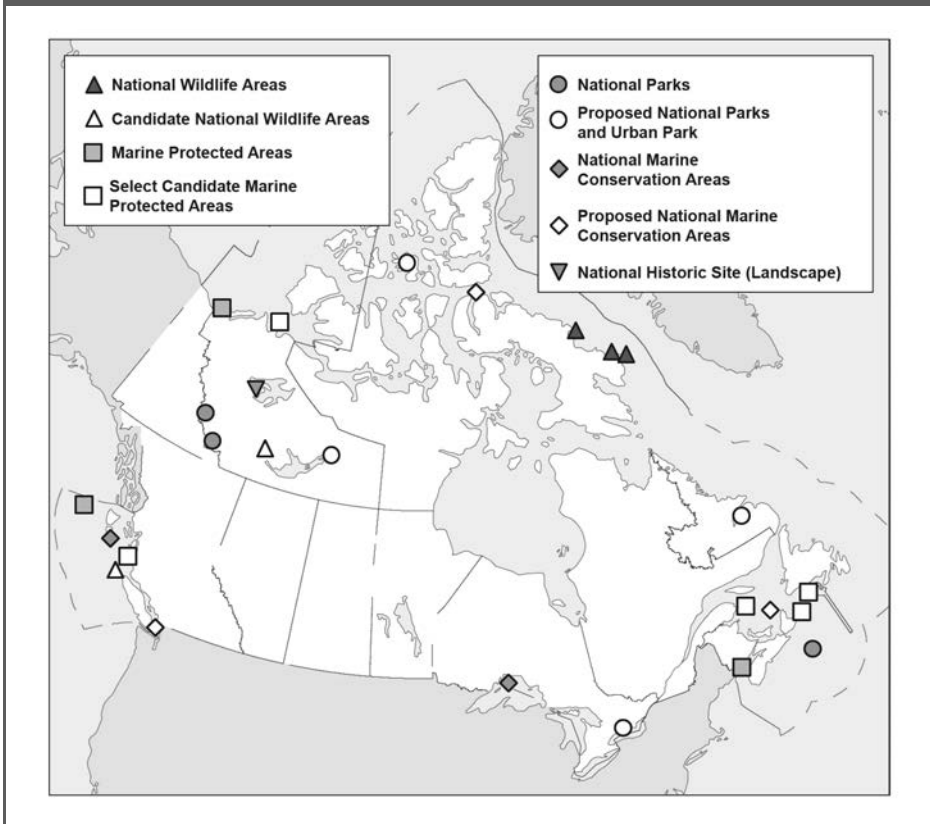 National Wildlife Areas
Candidate National Wildlife Areas
Marine Protected Areas
Select Candidate Marine
Protected Areas
National Parks
Proposed National Parks
and Urban Park
National Marine
Conservation Areas
Proposed National Marine
Conservation Areas
National Historic Site (Landscape)